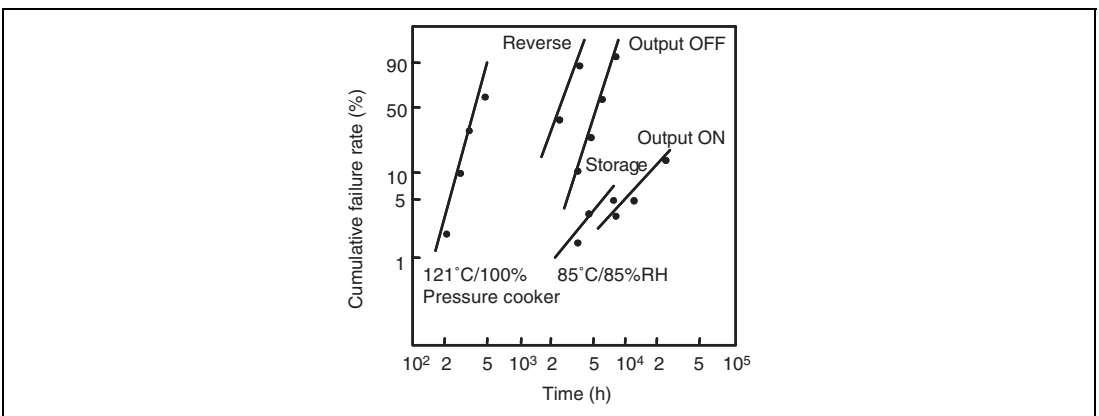 Reverse
Output OFF
Output ON
Storage
Cumulative failure rate (%)
90
50
10
5
1
121˚C/100%
Pressure cooker
85˚C/85%RH
10² 2 5 10³ 2 5 10⁴ 2 5 10⁵
Time (h)